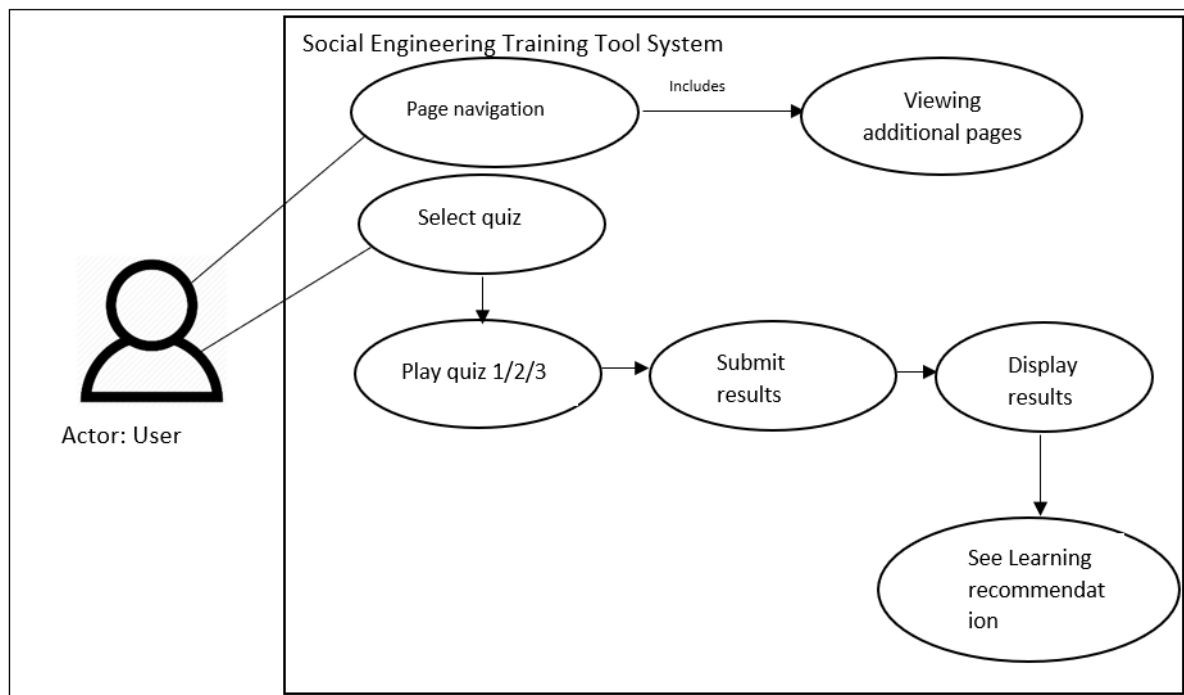 Social Engineering Training Tool System
Page navigation
Includes
Viewing
additional pages
Select quiz
Play quiz 1/2/3
Submit
results
Display
results
Actor: User
See Learning
recommendat
ion